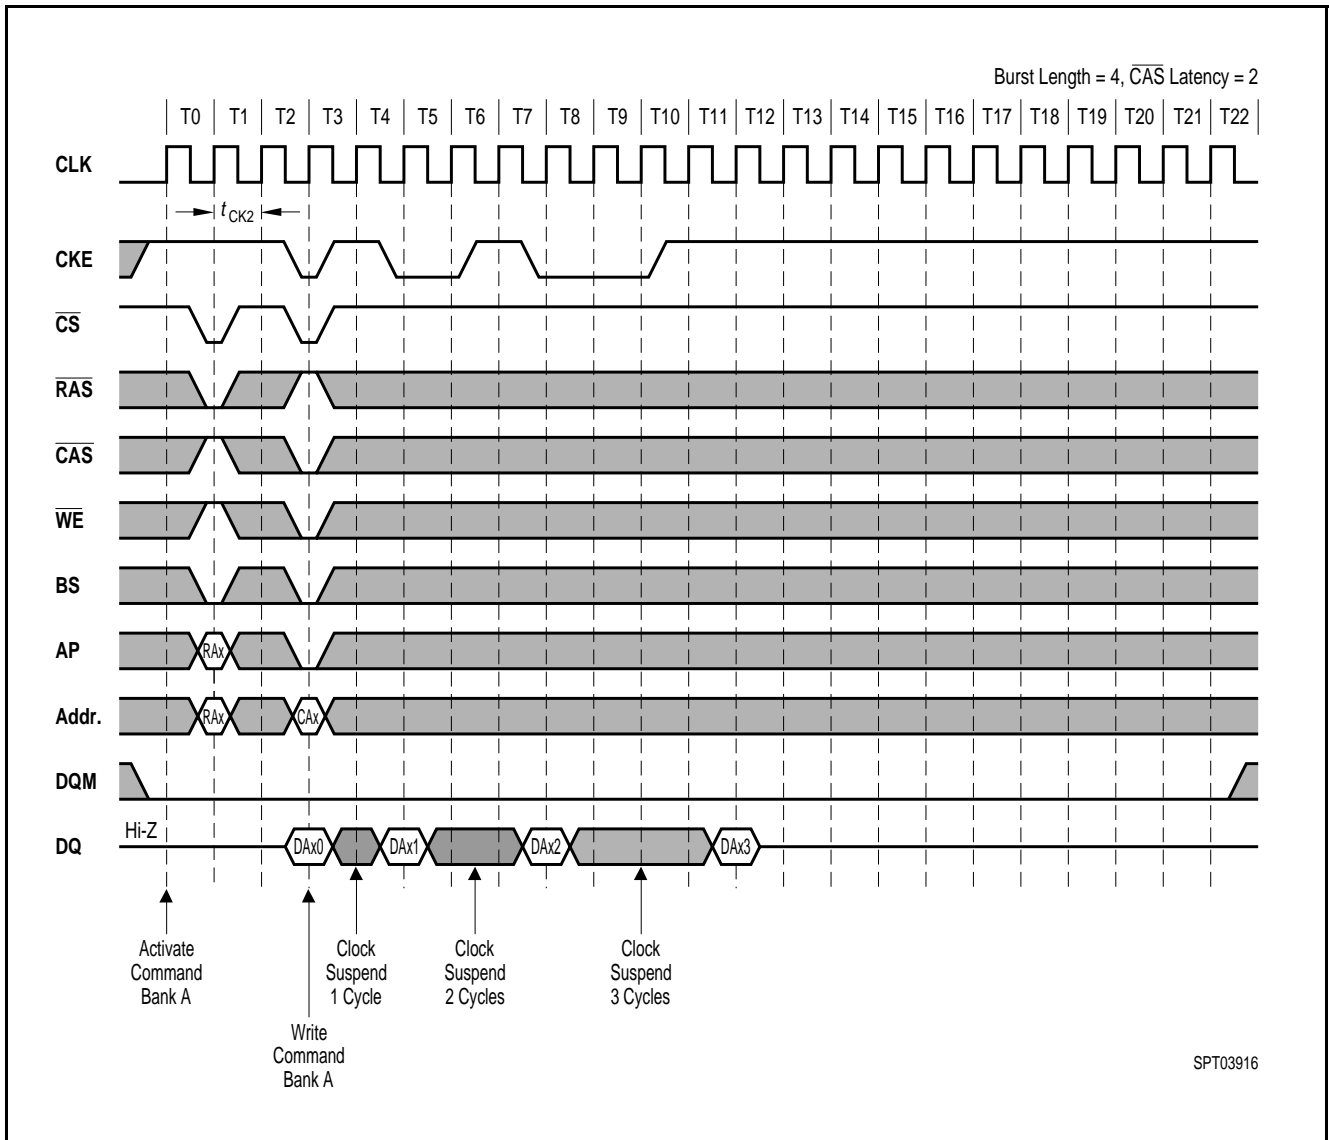 Burst Length = 4, CAS Latency = 2
T0 T1 T2 T3 T4 T5 T6 T7 T8 T9 T10 T11 T12 T13 T14 T15 T16 T17 T18 T19 T20 T21 T22
CLK
t CK2
CKE
CS
RAS
CAS
WE
BS
AP RAx
Addr. RAx CAx
DQM
Hi-Z
DQ DAx0 DAx1 DAx2 DAx3
Activate Command Bank A
Write Command Bank A
Clock Suspend 1 Cycle
Clock Suspend 2 Cycles
Clock Suspend 3 Cycles
SPT03916